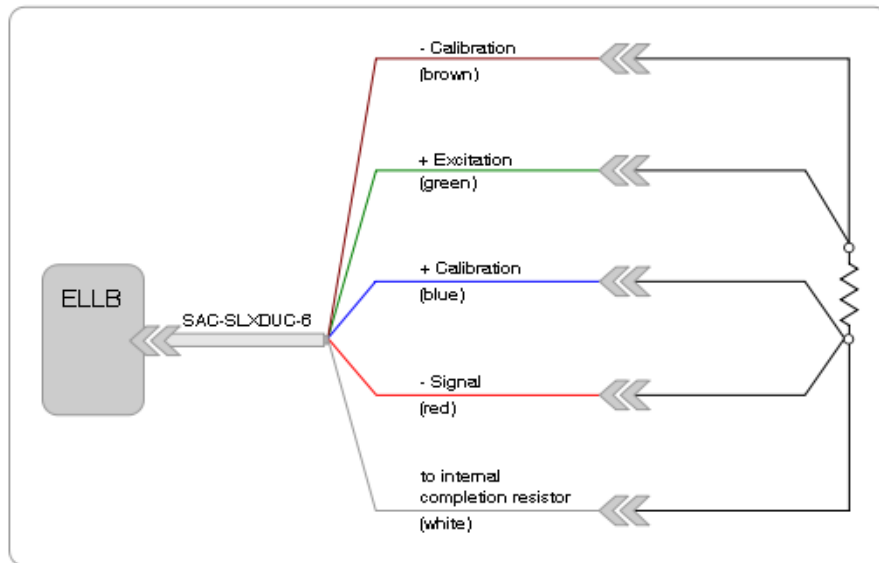 - Calibration
(brown)
+ Excitation
(green)
+ Calibration
(blue)
ELLB
SAC-SLXDUC-6
- Signal
(red)
to internal
completion resistor
(white)